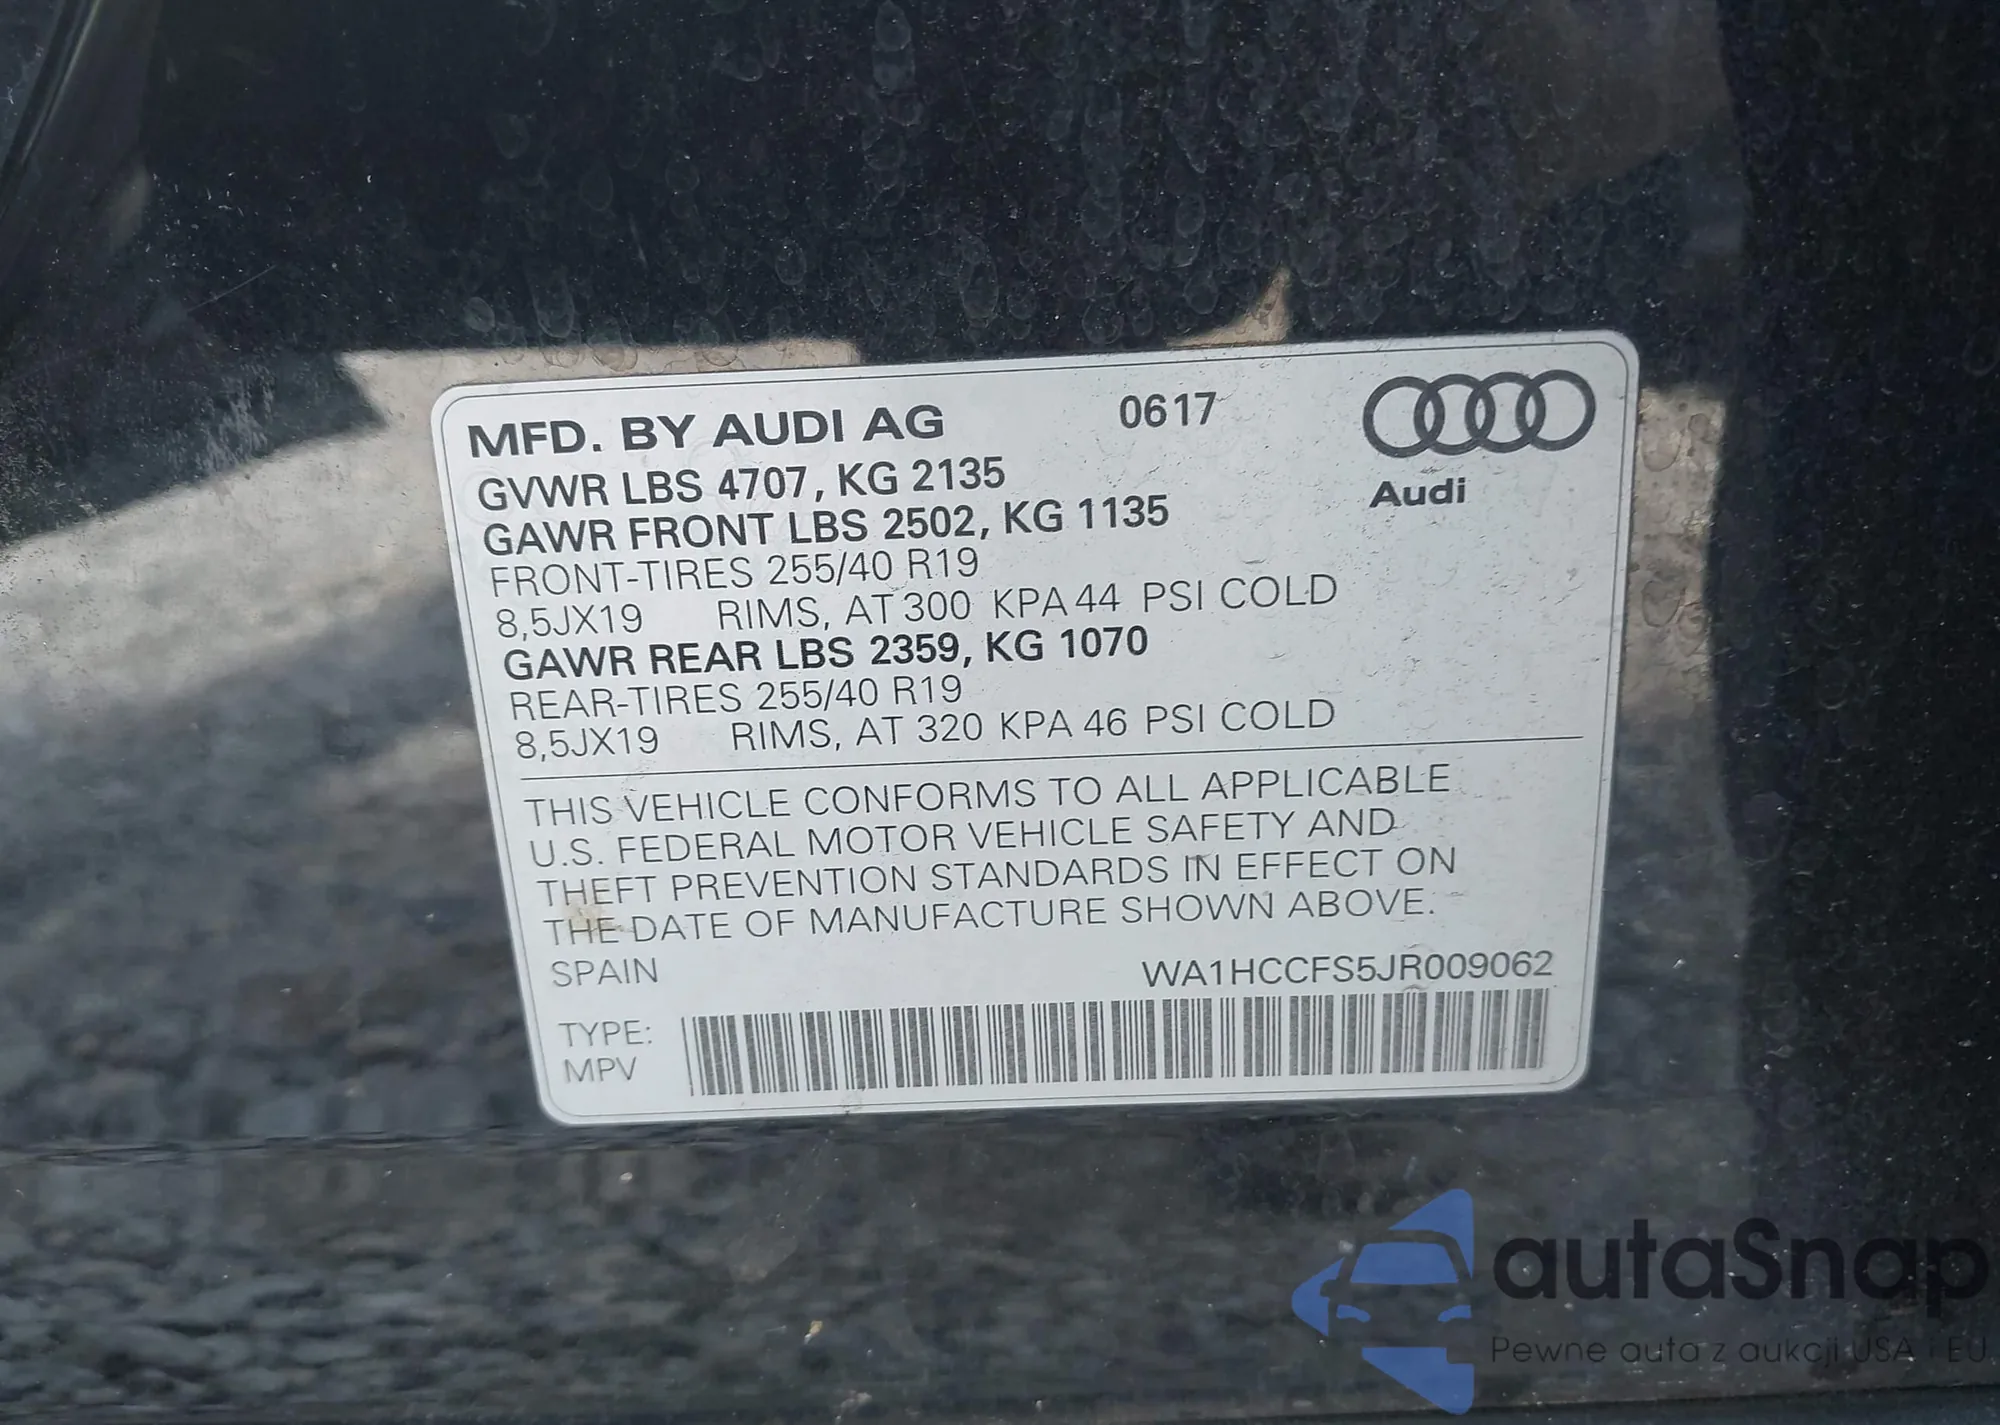 MFD. BY AUDI AG 0617
Audi
GVWR LBS 4707, KG 2135
GAWR FRONT LBS 2502, KG 1135
FRONT-TIRES 255/40 R19
8,5JX19 RIMS, AT 300 KPA 44 PSI COLD
GAWR REAR LBS 2359, KG 1070
REAR-TIRES 255/40 R19
8,5JX19 RIMS, AT 320 KPA 46 PSI COLD
THIS VEHICLE CONFORMS TO ALL APPLICABLE
U.S. FEDERAL MOTOR VEHICLE SAFETY AND
THEFT PREVENTION STANDARDS IN EFFECT ON
THE DATE OF MANUFACTURE SHOWN ABOVE.
SPAIN WA1HCCFS5JR009062
TYPE:
MPV
autaSnap
Pewne auta z aukcji USA i EU